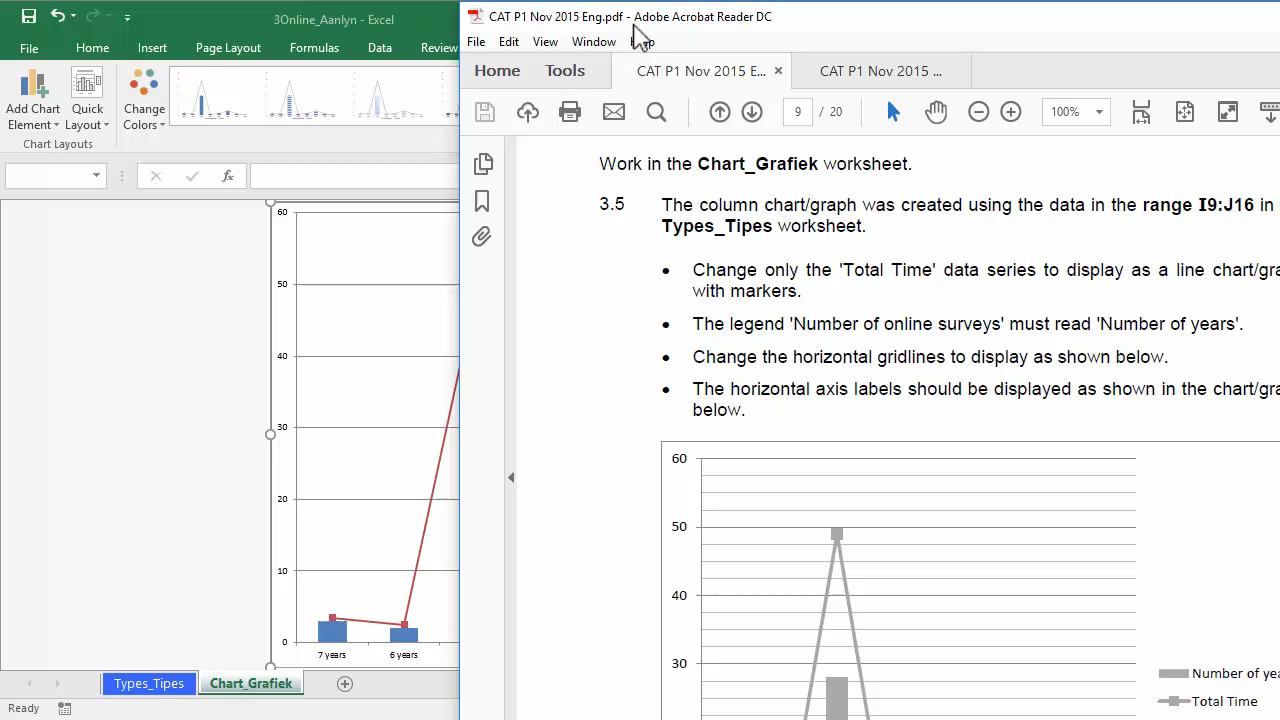 3Online_Aanlyn - Excel
File Home Insert Page Layout Formulas Data Review
Add Chart Element
Quick Layout
Change Colors
Chart Layouts
fx
60
50
40
30
20
10
0
7 years 6 years
Types_Tipes Chart_Grafiek
Ready
CAT P1 Nov 2015 Eng.pdf - Adobe Acrobat Reader DC
File Edit View Window
Home Tools CAT P1 Nov 2015 E... × CAT P1 Nov 2015 ...
9 / 20 100%
Work in the Chart_Grafiek worksheet.
3.5 The column chart/graph was created using the data in the range I9:J16 in
Types_Tipes worksheet.
• Change only the 'Total Time' data series to display as a line chart/gra
with markers.
• The legend 'Number of online surveys' must read 'Number of years'.
• Change the horizontal gridlines to display as shown below.
• The horizontal axis labels should be displayed as shown in the chart/gra
below.
60
50
40
30
Number of yea
Total Time